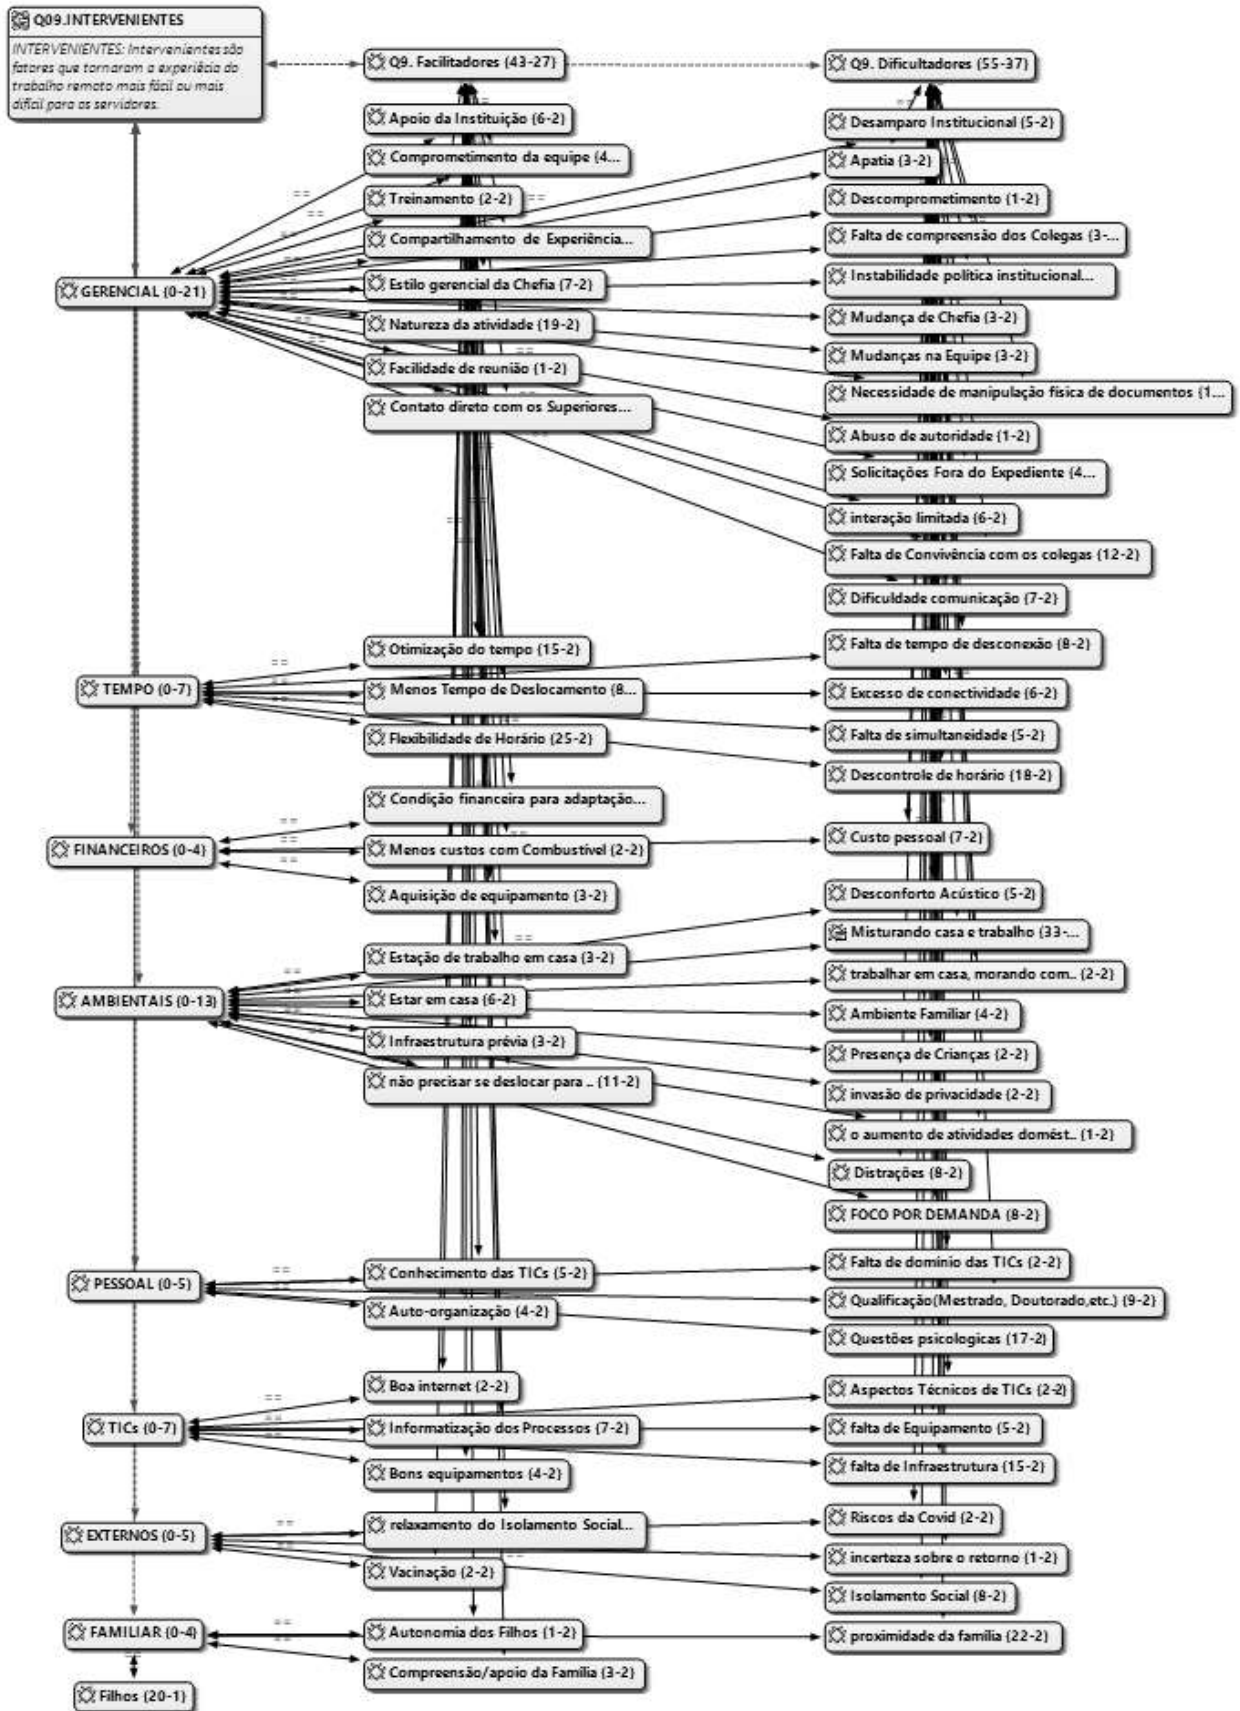 Q09.INTERVENIENTES
INTERVENIENTES: Intervenientes são
fatores que tornaram a experiêcia do
trabalho remoto mais fácil ou mais
difícil para os servidores.
Q9. Facilitadores {43-27}
Q9. Dificultadores {55-37}
GERENCIAL {0-21}
Apoio da Instituição {6-2}
Comprometimento da equipe {4...
Treinamento {2-2}
Compartilhamento de Experiência...
Estilo gerencial da Chefia {7-2}
Natureza da atividade {19-2}
Facilidade de reunião {1-2}
Contato direto com os Superiores...
Desamparo Institucional {5-2}
Apatia {3-2}
Descomprometimento {1-2}
Falta de compreensão dos Colegas {3-...
Instabilidade política institucional...
Mudança de Chefia {3-2}
Mudanças na Equipe {3-2}
Necessidade de manipulação física de documentos {1...
Abuso de autoridade {1-2}
Solicitações Fora do Expediente {4...
interação limitada {6-2}
Falta de Convivência com os colegas {12-2}
Dificuldade comunicação {7-2}
TEMPO {0-7}
Otimização do tempo {15-2}
Menos Tempo de Deslocamento {8...
Flexibilidade de Horário {25-2}
Falta de tempo de desconexão {8-2}
Excesso de conectividade {6-2}
Falta de simultaneidade {5-2}
Descontrole de horário {18-2}
FINANCEIROS {0-4}
Condição financeira para adaptação...
Menos custos com Combustível {2-2}
Aquisição de equipamento {3-2}
Custo pessoal {7-2}
AMBIENTAIS {0-13}
Estação de trabalho em casa {3-2}
Estar em casa {6-2}
Infraestrutura prévia {3-2}
não precisar se deslocar para .. {11-2}
Desconforto Acústico {5-2}
Misturando casa e trabalho {33-...
trabalhar em casa, morando com.. {2-2}
Ambiente Familiar {4-2}
Presença de Crianças {2-2}
invasão de privacidade {2-2}
o aumento de atividades domést.. {1-2}
Distrações {8-2}
FOCO POR DEMANDA {8-2}
PESSOAL {0-5}
Conhecimento das TICs {5-2}
Auto-organização {4-2}
Falta de domínio das TICs {2-2}
Qualificação(Mestrado, Doutorado,etc.) {9-2}
Questões psicologicas {17-2}
TICs {0-7}
Boa internet {2-2}
Informatização dos Processos {7-2}
Bons equipamentos {4-2}
Aspectos Técnicos de TICs {2-2}
falta de Equipamento {5-2}
falta de Infraestrutura {15-2}
EXTERNOS {0-5}
relaxamento do Isolamento Social...
Vacinação {2-2}
Riscos da Covid {2-2}
incerteza sobre o retorno {1-2}
Isolamento Social {8-2}
FAMILIAR {0-4}
Autonomia dos Filhos {1-2}
Compreensão/apoio da Família {3-2}
proximidade da família {22-2}
Filhos {20-1}